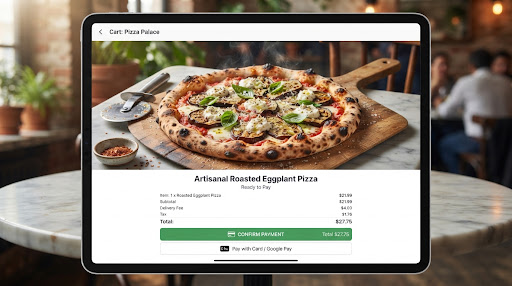 Cart: Pizza Palace
Artisanal Roasted Eggplant Pizza
Ready to Pay
Item: 1 x Roasted Eggplant Pizza $21.99
Subtotal $21.99
Delivery Fee $4.00
Tax $1.76
Total: $27.75
CONFIRM PAYMENT Total $27.75
Pay with Card / Google Pay